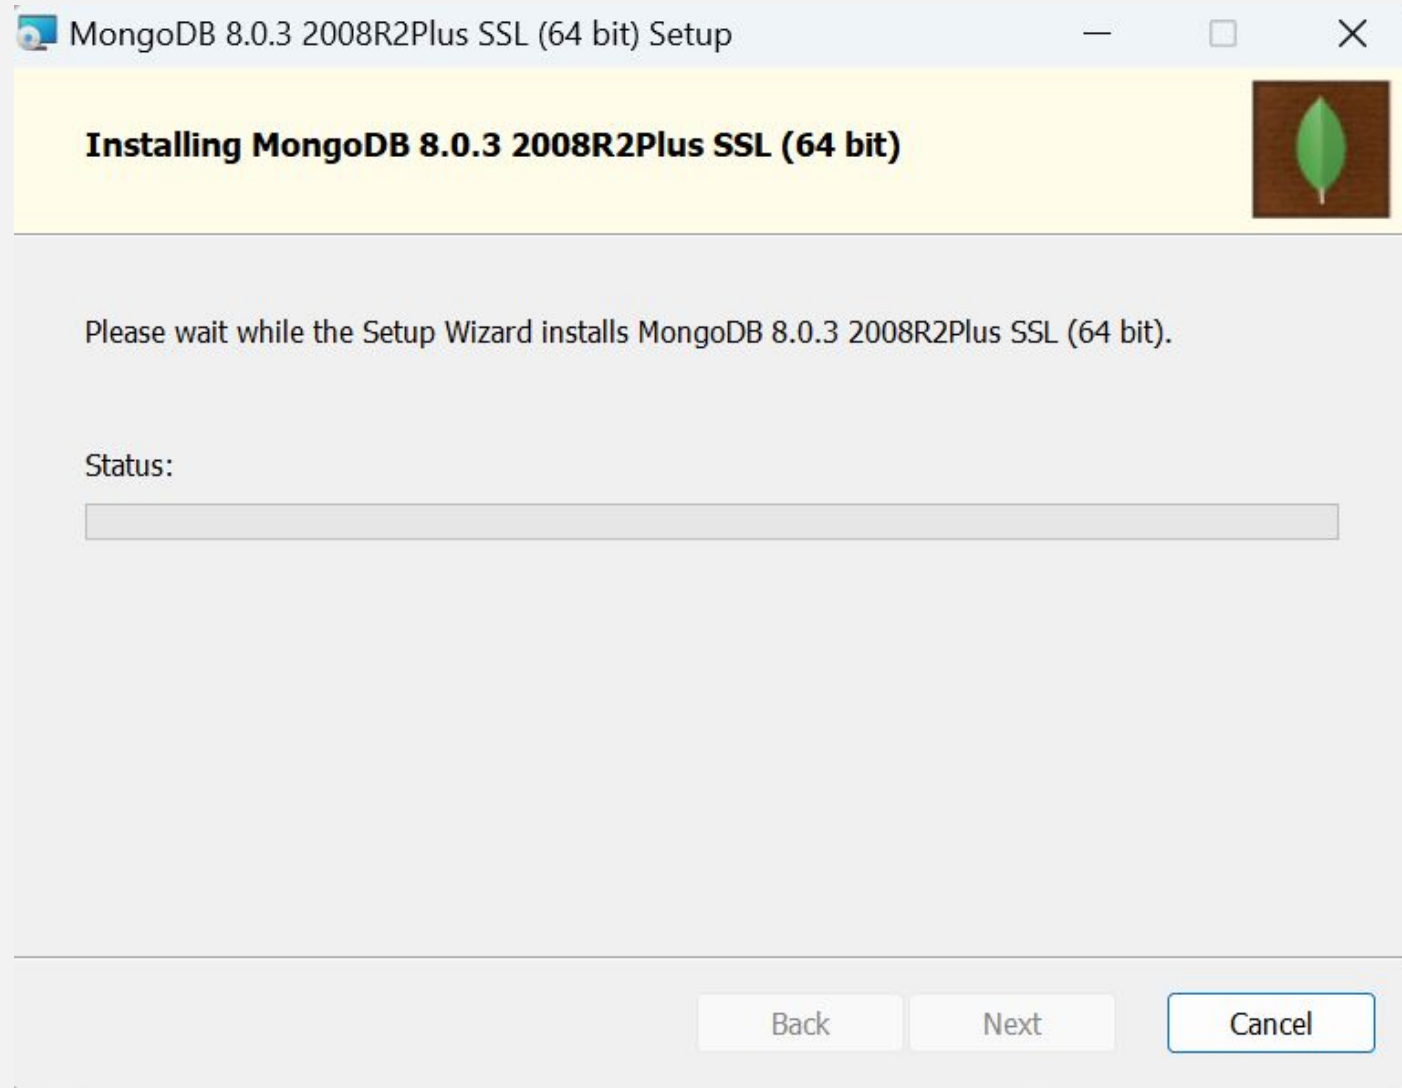 MongoDB 8.0.3 2008R2Plus SSL (64 bit) Setup
Installing MongoDB 8.0.3 2008R2Plus SSL (64 bit)
Please wait while the Setup Wizard installs MongoDB 8.0.3 2008R2Plus SSL (64 bit).
Status:
Back Next Cancel